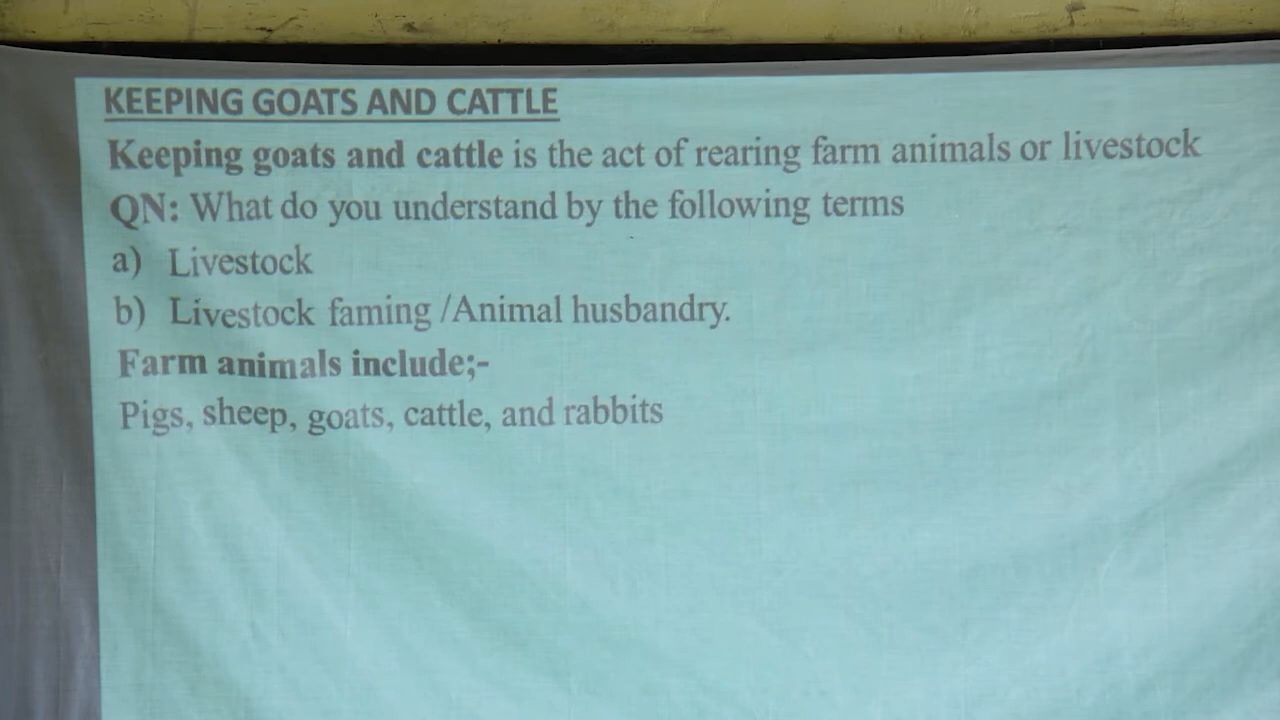 KEEPING GOATS AND CATTLE
Keeping goats and cattle is the act of rearing farm animals or livestock
QN: What do you understand by the following terms
a) Livestock
b) Livestock faming /Animal husbandry.
Farm animals include;-
Pigs, sheep, goats, cattle, and rabbits